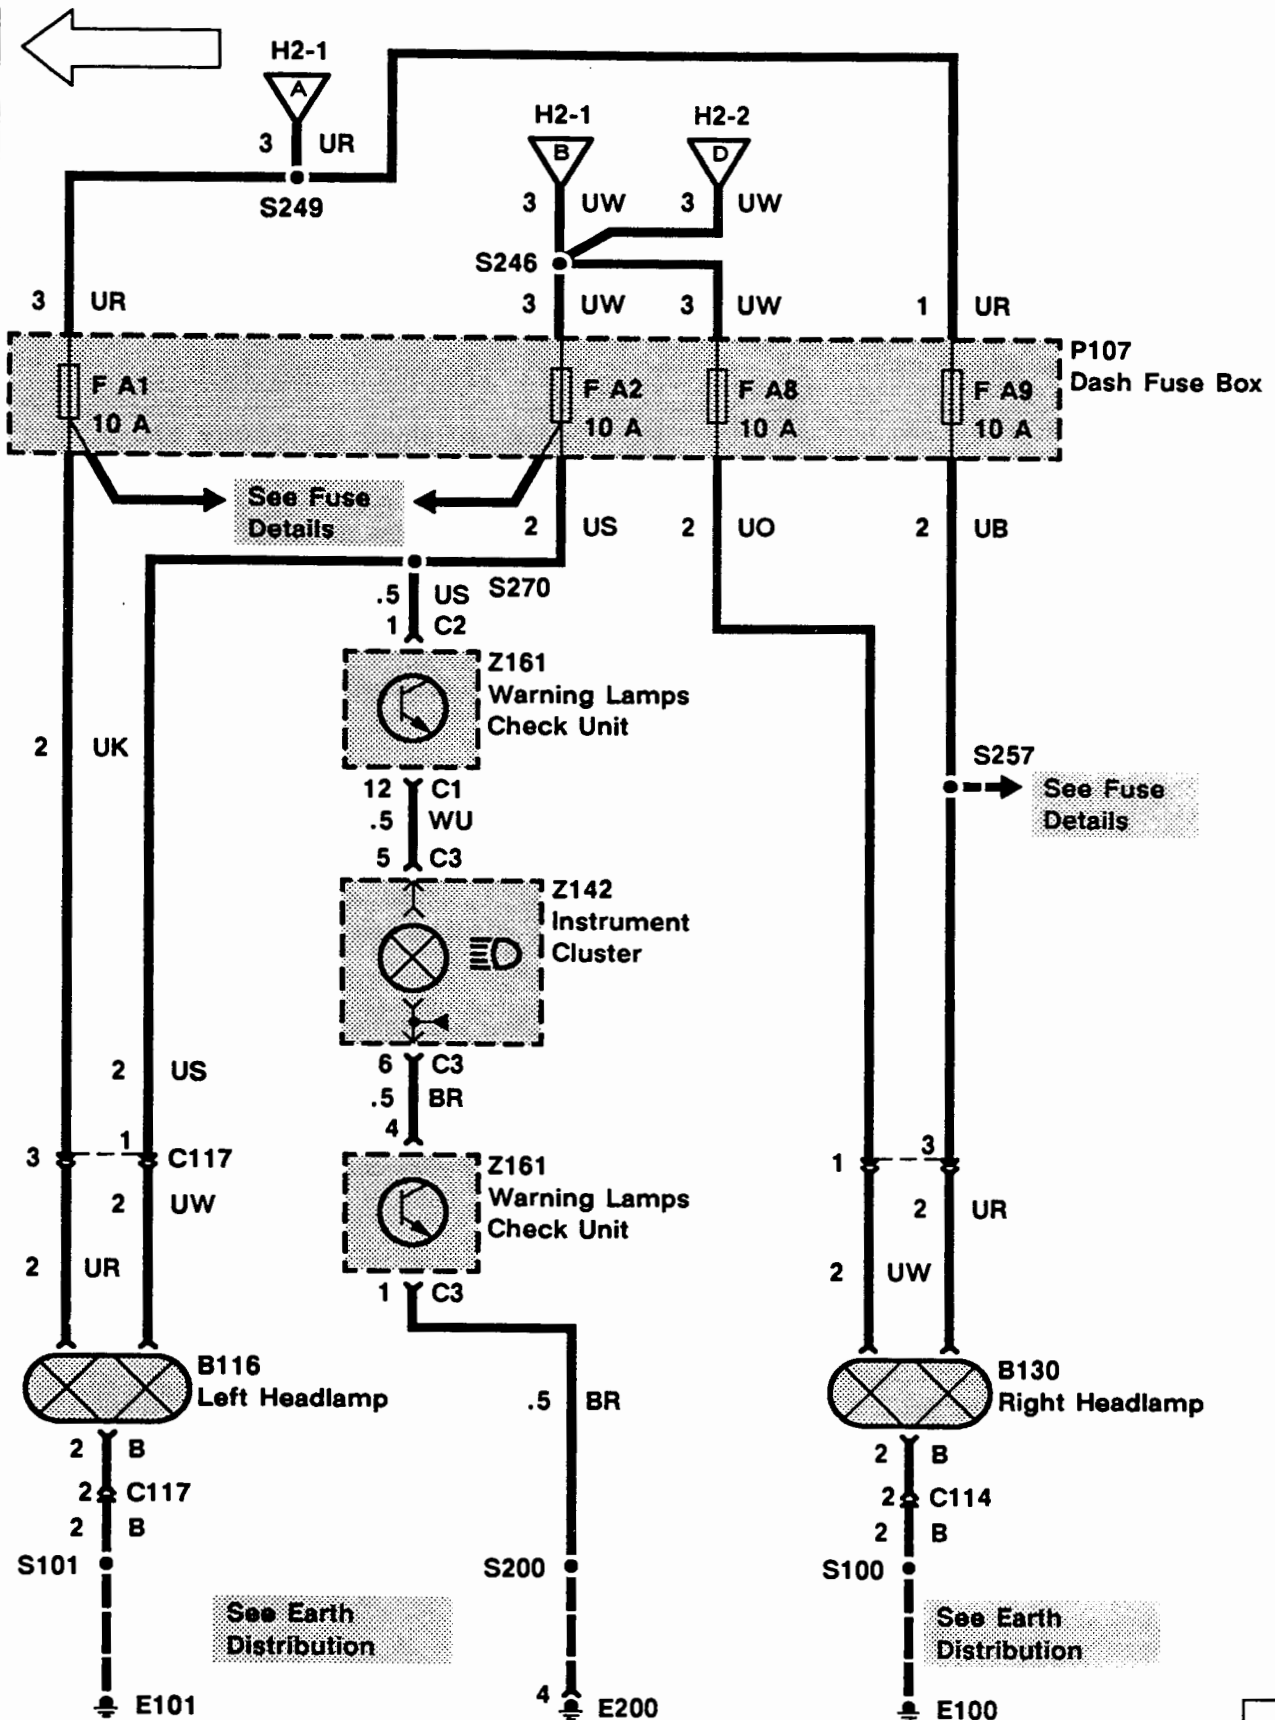 H2-1
A
3 UR
S249
H2-1
H2-2
B
D
3 UW
3 UW
S246
3 UR
3 UW
3 UW
1 UR
P107
Dash Fuse Box
F A1
10 A
F A2
10 A
F A8
10 A
F A9
10 A
See Fuse
Details
2 US
2 UO
2 UB
S270
.5 US
1 C2
Z161
Warning Lamps
Check Unit
2 UK
S257
See Fuse
Details
12 C1
.5 WU
5 C3
Z142
Instrument
Cluster
2 US
6 C3
.5 BR
4
3
1
C117
1
3
Z161
Warning Lamps
Check Unit
2 UW
2 UR
2 UR
2 UW
1 C3
B116
Left Headlamp
.5 BR
B130
Right Headlamp
2 B
2 C117
2 B
S101
2 B
2 C114
2 B
S200
S100
See Earth
Distribution
See Earth
Distribution
E101
4
E200
E100